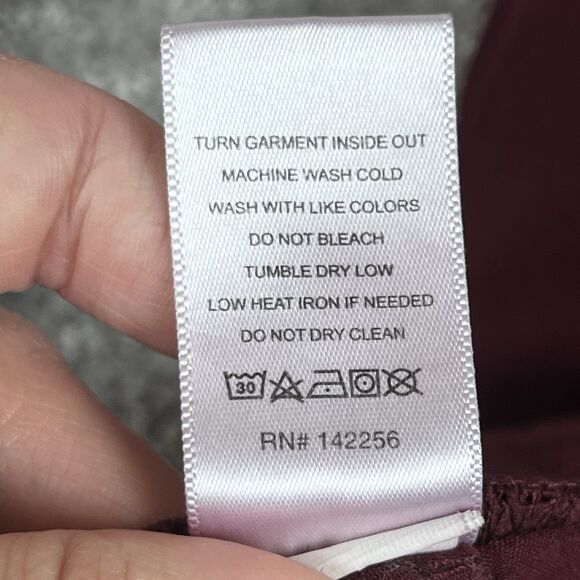 TURN GARMENT INSIDE OUT
MACHINE WASH COLD
WASH WITH LIKE COLORS
DO NOT BLEACH
TUMBLE DRY LOW
LOW HEAT IRON IF NEEDED
DO NOT DRY CLEAN
30
RN# 142256